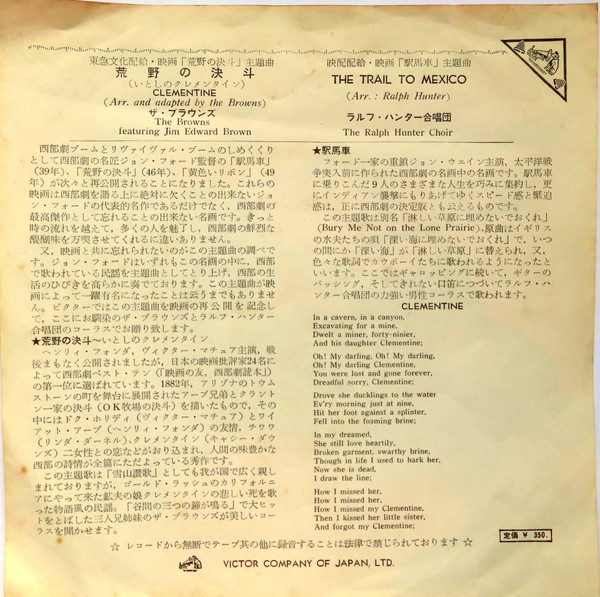 東急文化配給・映画「荒野の決斗」主題曲
荒野の決斗
(いとしのクレメンタイン)
CLEMENTINE
(Arr. and adapted by the Browns)
ザ・ブラウンズ
The Browns
featuring Jim Edward Brown
映配配給・映画「駅馬車」主題曲
THE TRAIL TO MEXICO
(Arr. : Ralph Hunter)
ラルフ・ハンター合唱団
The Ralph Hunter Choir
西部劇ブームとリヴァイヴァル・ブームのしめくくり
として西部劇の名匠ジョン・フォード監督の「駅馬車」
(39年)、「荒野の決斗」(46年)、「黄色いリボン」(49
年)が次々と再公開されることになりました。これらの
映画は西部劇を語る上に絶対に欠くことの出来ないジョ
ン・フォードの代表的名作であるだけでなく、西部劇の
最高傑作として忘れることの出来ない名画です。きっと
時の流れを越えて、多くの人を魅了し、西部劇の鮮烈な
醍醐味を万喫させてくれるに違いありません。
又、映画と共に忘れられないのがこの主題曲の調べで
す。ジョン・フォードはいずれもこの名画の中に、西部
で歌われている民謡を主題曲としてとり上げ、西部の生活
のひびきを高らかに奏でております。この主題曲が映
画によって一躍有名になったことは云うまでもありませ
ん。ビクターではこの主題曲を映画の再公開を記念し
て、ここにお馴染のザ・ブラウンズとラルフ・ハンター
合唱団のコーラスでお贈り致します。
★荒野の決斗~いとしのクレメンタイン
ヘンリィ・フォンダ、ヴィクター・マチュア主演、戦
後まもなく公開されましたが、日本の映画批評家24名に
よって西部劇ベスト・テン(「映画の友、西部劇読本」)
の第一位に選ばれています。1882年、アリゾナのトウム
ストーンの町を舞台に展開されたアープ兄弟とクラント
ン一家の決斗(OK牧場の決斗)を描いたもので、その
中にはドク・ホリディ(ヴィクター・マチュア)とワイ
アット・アープ(ヘンリィ・フォンダ)の友情、チワワ
(リンダ・ダーネル)、クレメンタイン(キャシー・ダウ
ンズ)二女性との恋などがおり込まれ、人間の味豊かな
西部の詩情が全篇にただよっている秀作です。
この主題歌は「雪山讃歌」としても我が国で広く親し
まれておりますが、ゴールド・ラッシュのカリフォルニ
アにやって来た鉱夫の娘クレメンタインの悲しい死を歌
った物語風の民謡。「谷間の三つの鐘が鳴る」で大ヒッ
トをとばした三人兄姉妹のザ・ブラウンズが美しいコー
ラスを聞かせます。
★駅馬車
フォード一家の重鎮ジョン・ウエイン主演、太平洋戦
争突入前に作られた西部劇の名画中の名画です。駅馬車
に乗りこんだ9人のさまざまな人生を巧みに集約し、更
にインディアン襲撃にもりあげてゆくスピード感と緊迫
感は、正に西部劇の決定版とも云えるものです。
この主題歌は別名「淋しい草原に埋めないでおくれ」
(Bury Me Not on the Lone Prairie)、原曲はイギリス
の水夫たちの唄「深い海に埋めないでおくれ」で、いつ
の間にか「深い海」が「淋しい草原」に替えられ、又、
色々な歌詞でカウボーイたちに歌われるようになったと
いいます。ここではギャロッピングに続いて、ギターの
パッシング、そしてきれいな口笛につづいてラルフ・ハ
ンター合唱団の力強い男性コーラスで歌われます。
CLEMENTINE
In a cavern, in a canyon,
Excavating for a mine,
Dwelt a miner, forty-ninier,
And his daughter Clementine;
Oh! My darling, Oh! My darling,
Oh! My darling Clementine,
You were lost and gone forever,
Dreadful sorry, Clementine;
Drove she ducklings to the water
Ev'ry morning just at nine,
Hit her foot against a splinter,
Fell into the foaming brine;
In my dreamed,
She still love heartily,
Broken garment, swarthy brine,
Though in life I used to hark her,
Now she is dead,
I draw the line;
How I missed her,
How I missed her,
How I missed my Clementine,
Then I kissed her little sister,
And forgot my Clementine;
☆ レコードから無断でテープ其の他に録音することは法律で禁じられております ☆
定価 ¥ 350.
VICTOR COMPANY OF JAPAN, LTD.